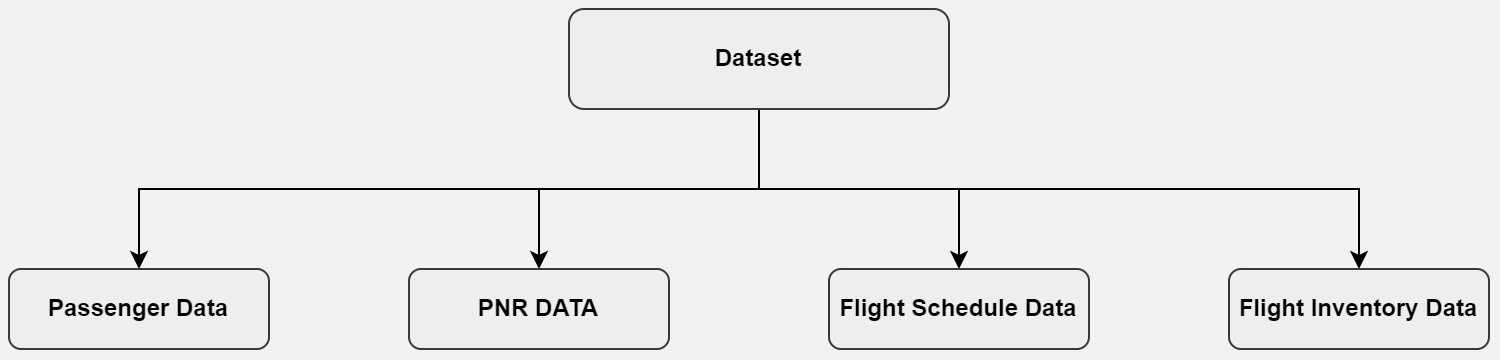 Dataset
Passenger Data
PNR DATA
Flight Schedule Data
Flight Inventory Data